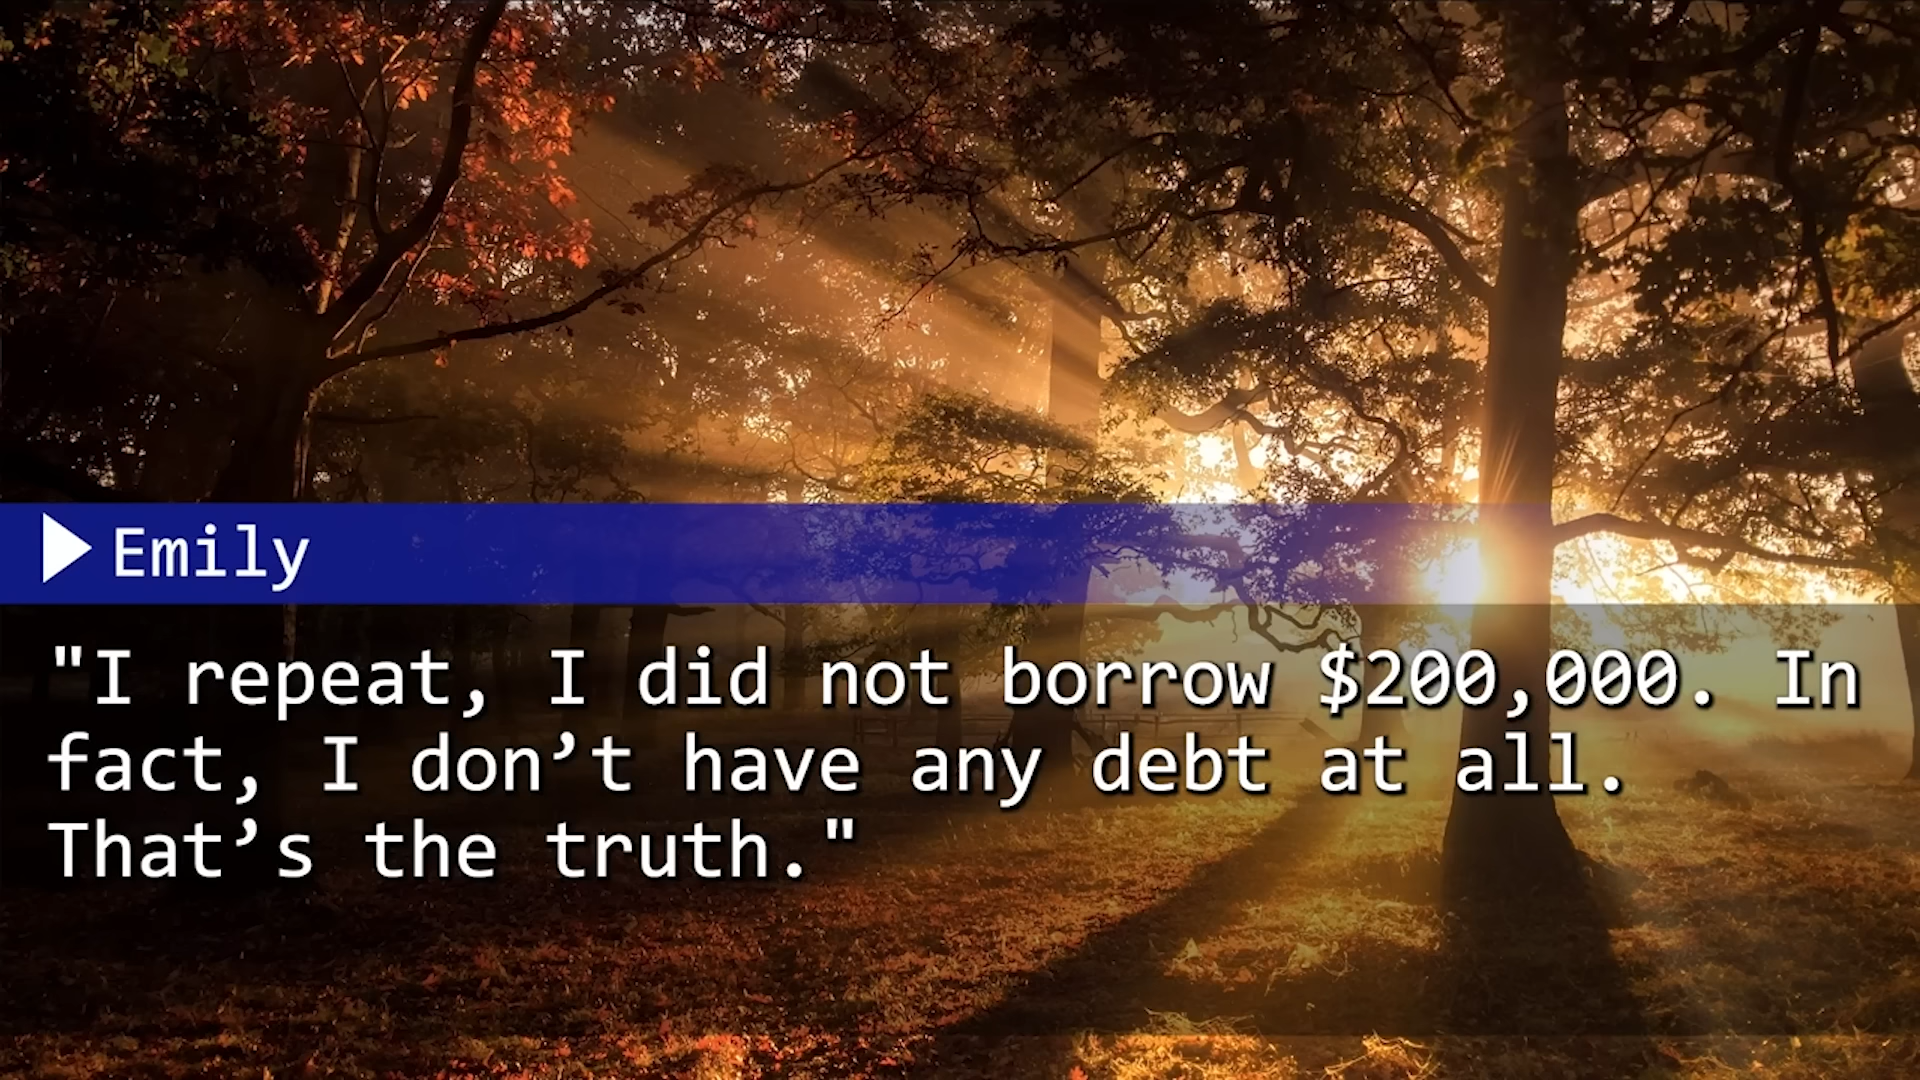 Emily
"I repeat, I did not borrow $200,000. In
fact, I don’t have any debt at all.
That’s the truth."